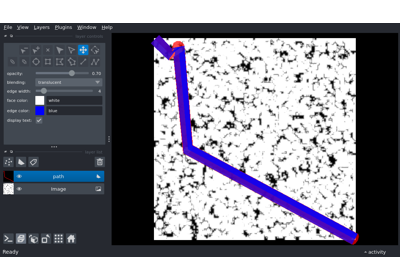 File View Layers Plugins Window Help
opacity: 0.70
blending: translucent
edge width:
face color: white
edge color: blue
display text:
path
Image
Ready
activity